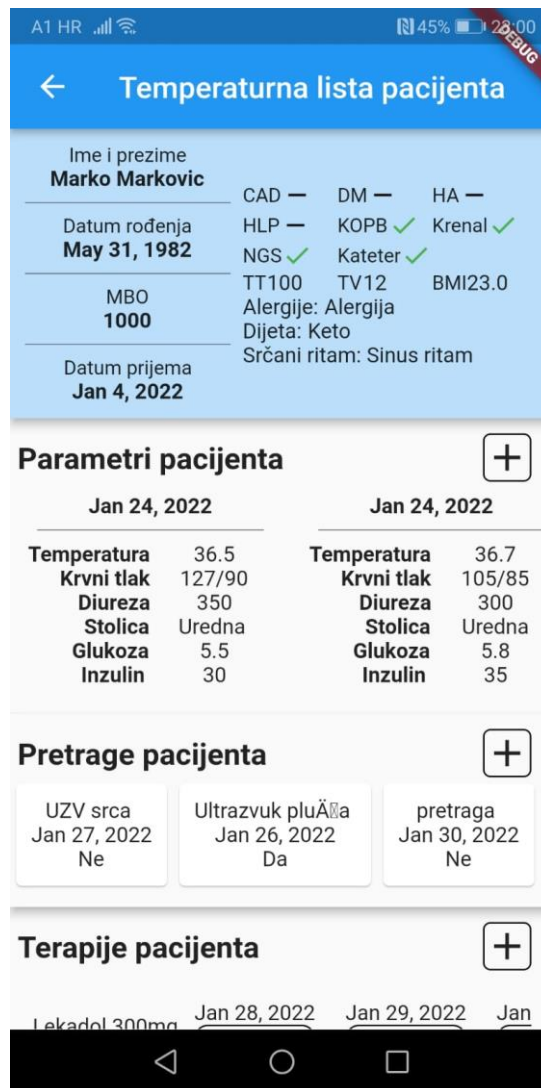 A1 HR 45% 22:00
DEBUG
Temperaturna lista pacijenta
Ime i prezime
Marko Markovic
Datum rođenja
May 31, 1982
MBO
1000
Datum prijema
Jan 4, 2022
CAD — DM — HA —
HLP — KOPB ✓ Krenal ✓
NGS ✓ Kateter ✓
TT100 TV12 BMI23.0
Alergije: Alergija
Dijeta: Keto
Srčani ritam: Sinus ritam
Parametri pacijenta
Jan 24, 2022 Jan 24, 2022
Temperatura 36.5 Temperatura 36.7
Krvni tlak 127/90 Krvni tlak 105/85
Diureza 350 Diureza 300
Stolica Uredna Stolica Uredna
Glukoza 5.5 Glukoza 5.8
Inzulin 30 Inzulin 35
Pretrage pacijenta
UZV srca
Jan 27, 2022
Ne
Ultrazvuk pluÄa
Jan 26, 2022
Da
pretraga
Jan 30, 2022
Ne
Terapije pacijenta
Jan 28, 2022 Jan 29, 2022 Jan
Lekadol 300mg